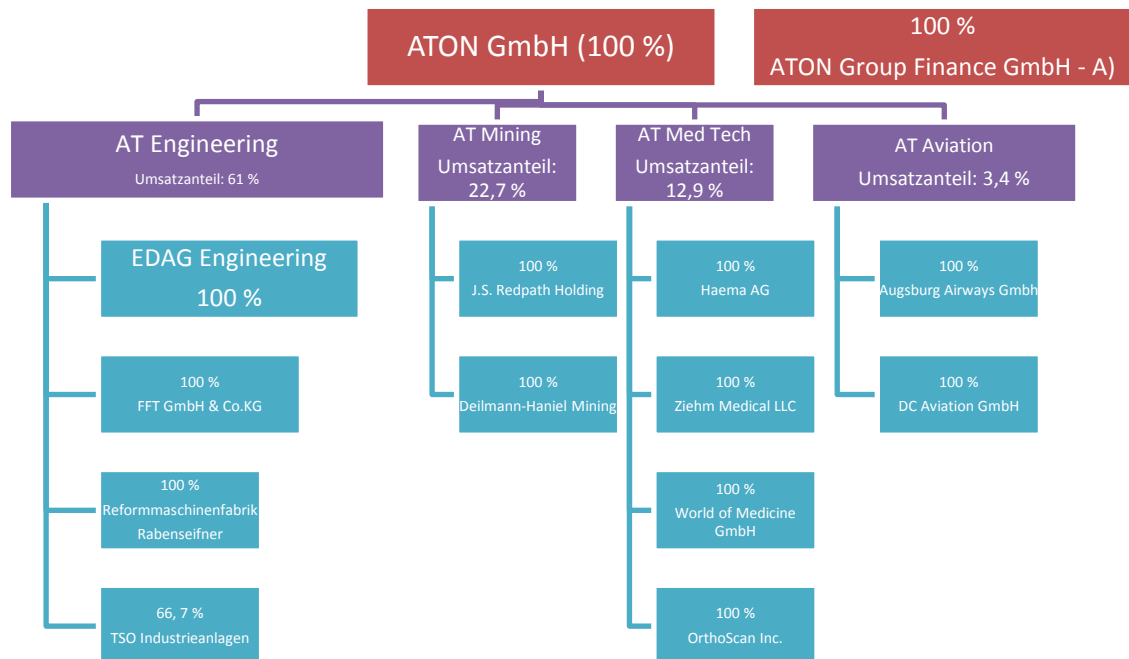 ATON GmbH (100 %)
100 %
ATON Group Finance GmbH - A)
AT Engineering
Umsatzanteil: 61 %
EDAG Engineering
100 %
100 %
FFT GmbH & Co.KG
100 %
Reformmaschinenfabrik
Rabenseifner
66, 7 %
TSO Industrieanlagen
AT Mining
Umsatzanteil:
22,7 %
100 %
J.S. Redpath Holding
100 %
Deilmann-Haniel Mining
AT Med Tech
Umsatzanteil:
12,9 %
100 %
Haema AG
100 %
Ziehm Medical LLC
100 %
World of Medicine
GmbH
100 %
OrthoScan Inc.
AT Aviation
Umsatzanteil: 3,4 %
100 %
Augsburg Airways Gmbh
100 %
DC Aviation GmbH